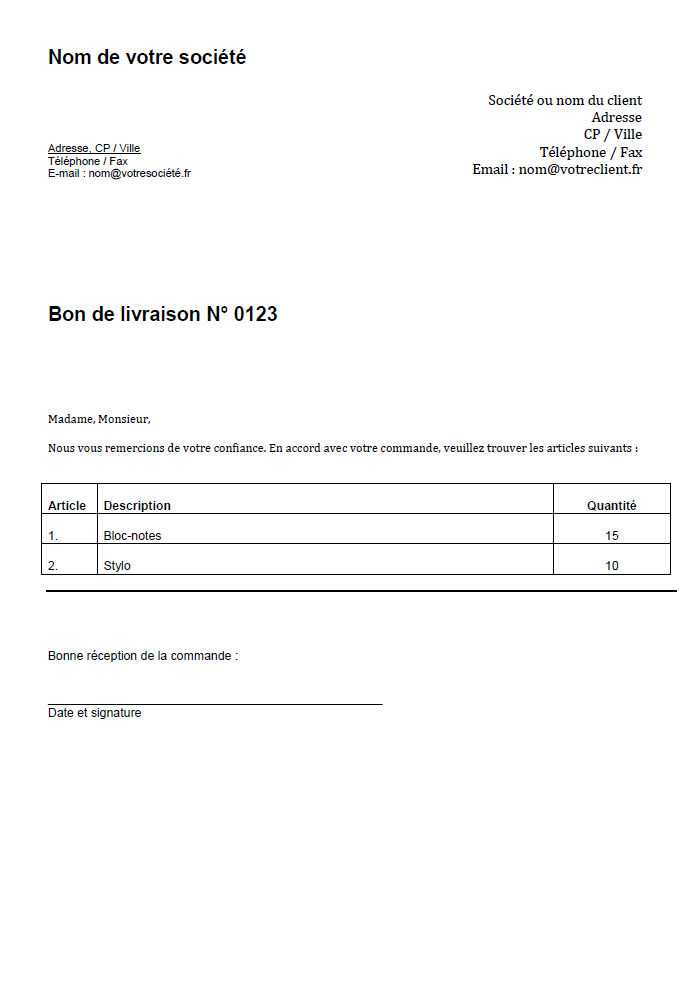 Nom de votre société
Société ou nom du client
Adresse
CP / Ville
Téléphone / Fax
Email : nom@votreclient.fr
Adresse, CP / Ville
Téléphone / Fax
E-mail : nom@votresociété.fr
Bon de livraison N° 0123
Madame, Monsieur,
Nous vous remercions de votre confiance. En accord avec votre commande, veuillez trouver les articles suivants :
Article Description Quantité
1. Bloc-notes 15
2. Stylo 10
Bonne réception de la commande :
Date et signature